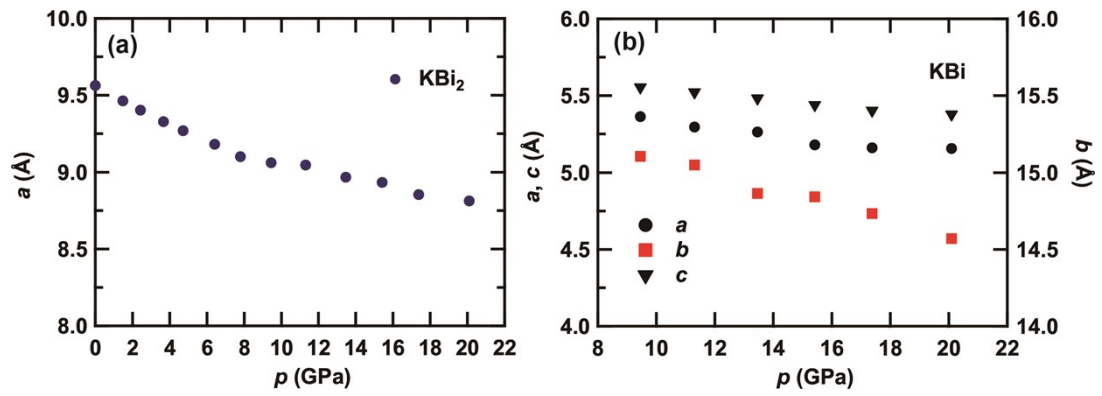 (a)
KBi₂
10.0
9.5
9.0
8.5
8.0
a (Å)
0 2 4 6 8 10 12 14 16 18 20 22
p (GPa)
(b)
KBi
6.0
5.5
5.0
4.5
4.0
a, c (Å)
a
b
c
16.0
15.5
15.0
14.5
14.0
b (Å)
8 10 12 14 16 18 20 22
p (GPa)